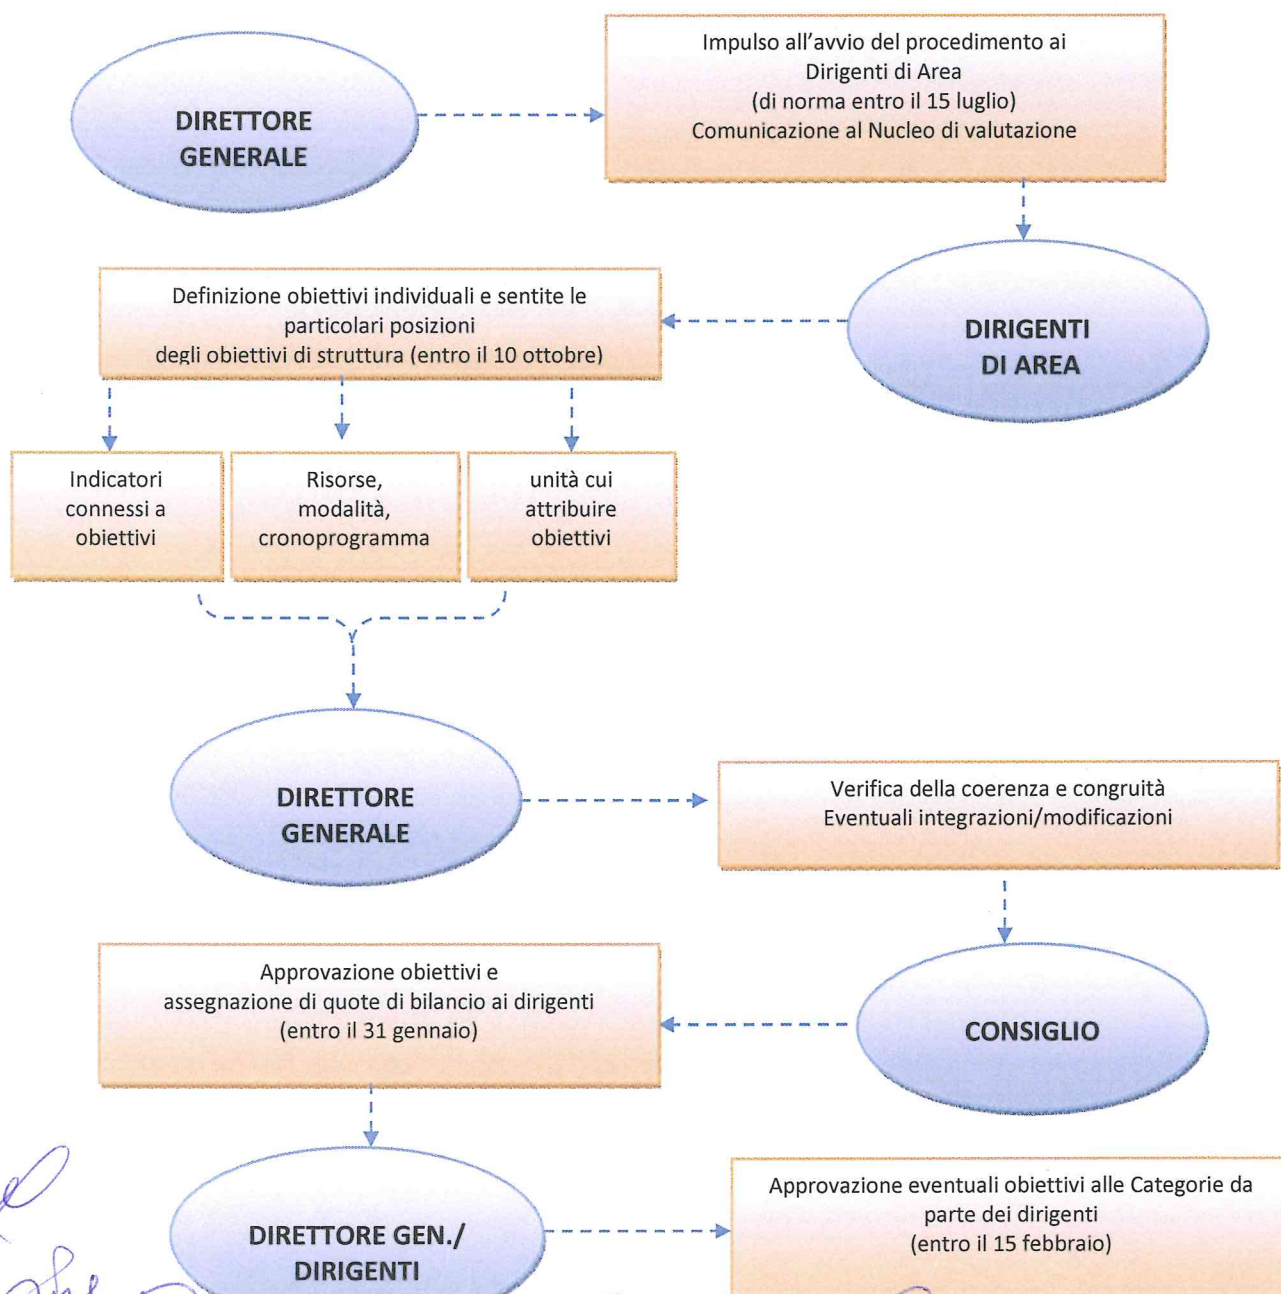 DIRETTORE
GENERALE
Impulso all’avvio del procedimento ai
Dirigenti di Area
(di norma entro il 15 luglio)
Comunicazione al Nucleo di valutazione
DIRIGENTI
DI AREA
Definizione obiettivi individuali e sentite le
particolari posizioni
degli obiettivi di struttura (entro il 10 ottobre)
Indicatori
connessi a
obiettivi
Risorse,
modalità,
cronoprogramma
unità cui
attribuire
obiettivi
DIRETTORE
GENERALE
Verifica della coerenza e congruità
Eventuali integrazioni/modificazioni
CONSIGLIO
Approvazione obiettivi e
assegnazione di quote di bilancio ai dirigenti
(entro il 31 gennaio)
DIRETTORE GEN./
DIRIGENTI
Approvazione eventuali obiettivi alle Categorie da
parte dei dirigenti
(entro il 15 febbraio)